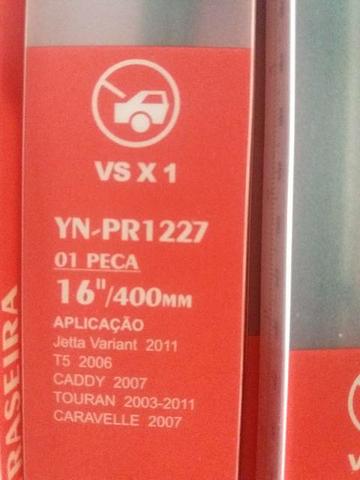 VS X 1
YN-PR1227
01 PECA
16"/400MM
APLICAÇÃO
Jetta Variant 2011
T5 2006
CADDY 2007
TOURAN 2003-2011
CARAVELLE 2007
RASEIRA